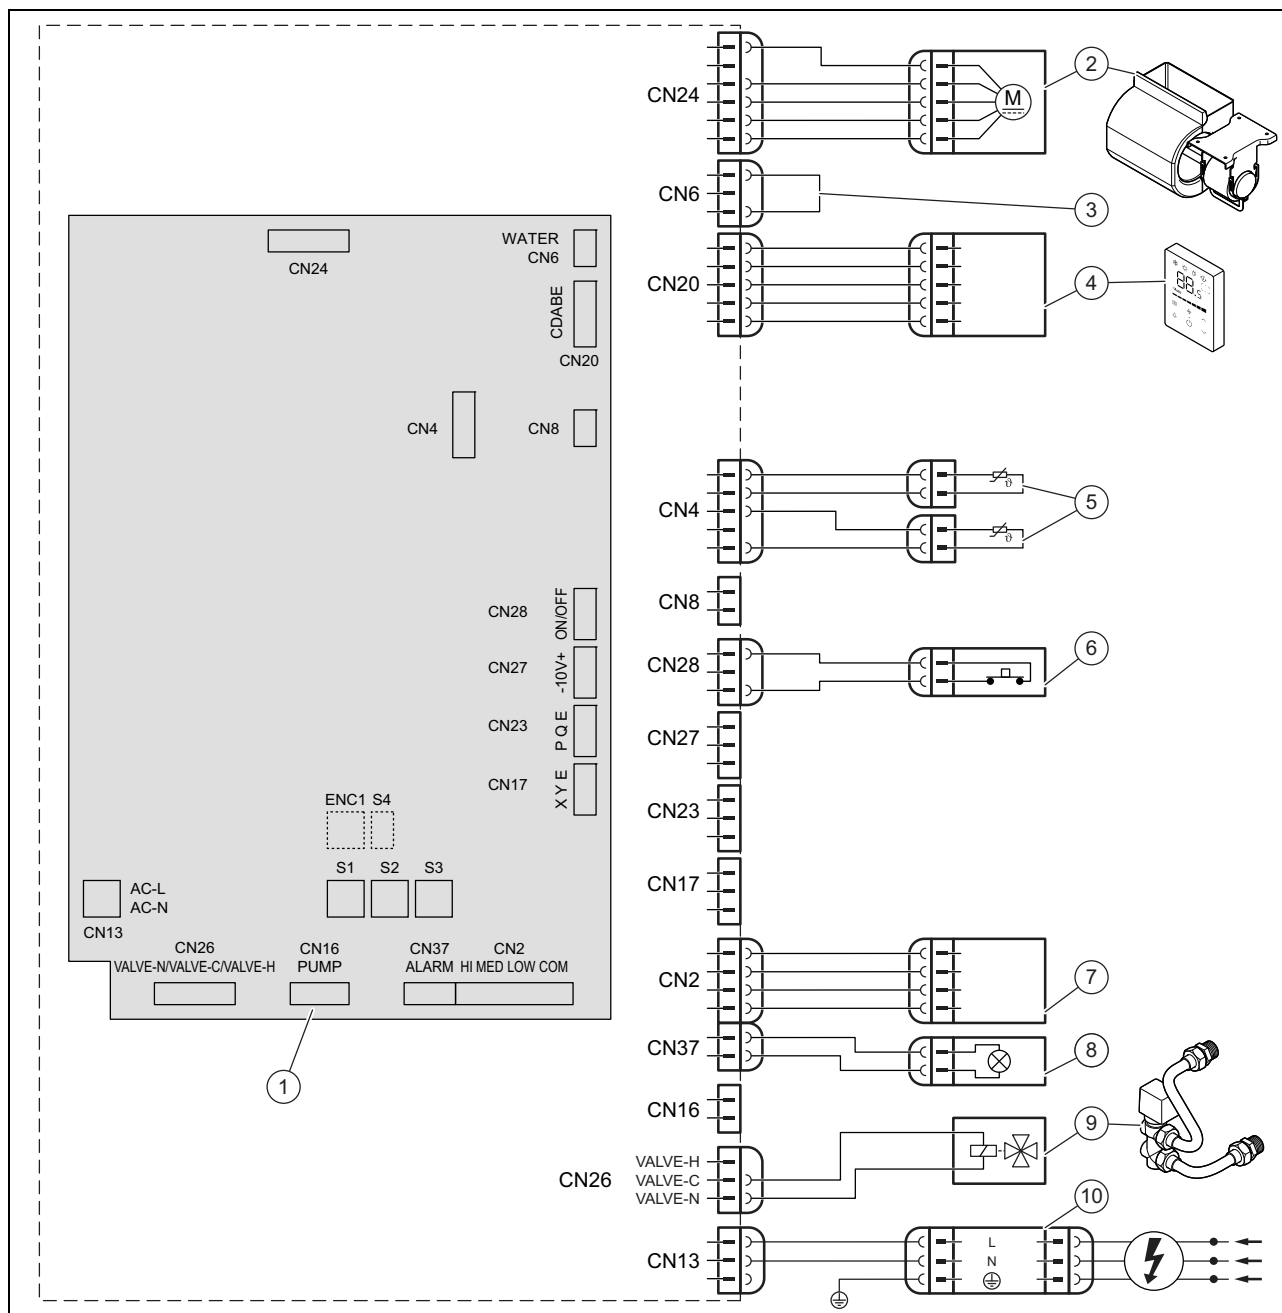 CN24
M
2
CN6
3
CN20
4
CN24
WATER
CN6
CDABE
CN20
CN4
CN8
CN4
ϑ
ϑ
5
CN8
CN28
ON/OFF
CN28
6
CN27
-10V+
CN27
CN23
P Q E
CN23
CN17
X Y E
CN17
ENC1 S4
S1 S2 S3
AC-L
AC-N
CN13
CN26
VALVE-N/VALVE-C/VALVE-H
CN16
PUMP
CN37
ALARM
CN2
HI MED LOW COM
1
CN2
7
CN37
8
CN16
CN26
VALVE-H
VALVE-C
VALVE-N
9
10
CN13
L
N